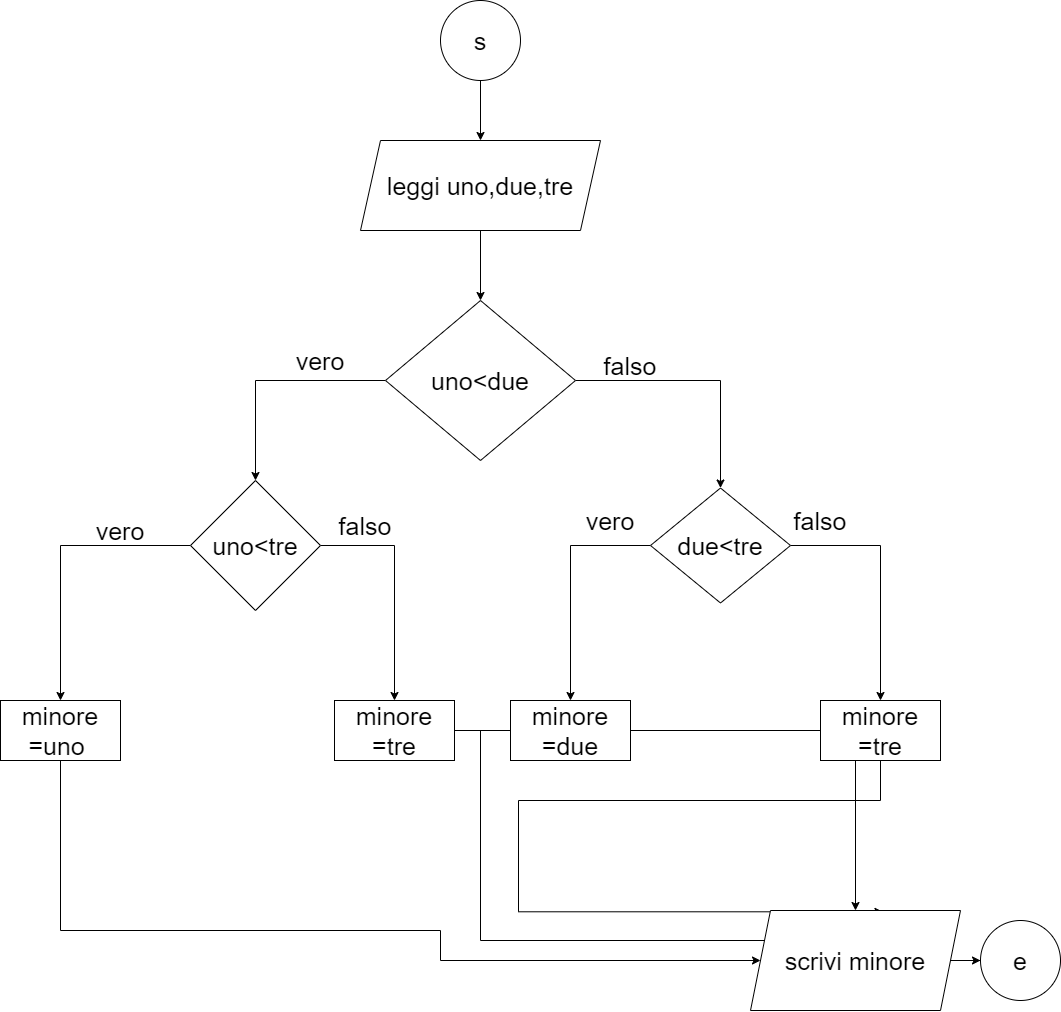 s
leggi uno,due,tre
vero
falso
uno<due
vero
falso
vero
falso
uno<tre
due<tre
minore
=uno
minore
=tre
minore
=due
minore
=tre
scrivi minore
e